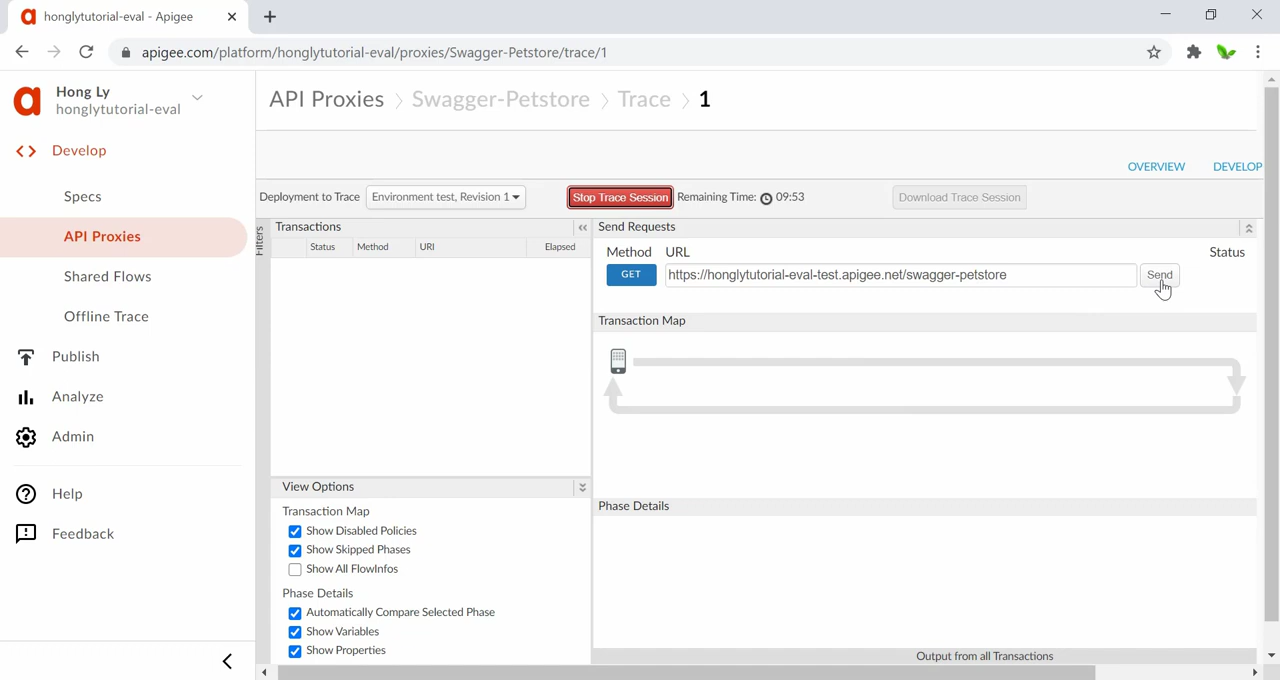 honglytutorial-eval - Apigee
apigee.com/platform/honglytutorial-eval/proxies/Swagger-Petstore/trace/1
Hong Ly
honglytutorial-eval
Develop
Specs
API Proxies
Shared Flows
Offline Trace
Publish
Analyze
Admin
Help
Feedback
API Proxies > Swagger-Petstore > Trace > 1
OVERVIEW DEVELOP
Deployment to Trace Environment test, Revision 1 Stop Trace Session Remaining Time: 09:53 Download Trace Session
Filters
Transactions
Status Method URI Elapsed
Send Requests
Method URL Status
GET https://honglytutorial-eval-test.apigee.net/swagger-petstore Send
Transaction Map
View Options
Transaction Map
Show Disabled Policies
Show Skipped Phases
Show All FlowInfos
Phase Details
Automatically Compare Selected Phase
Show Variables
Show Properties
Phase Details
Output from all Transactions